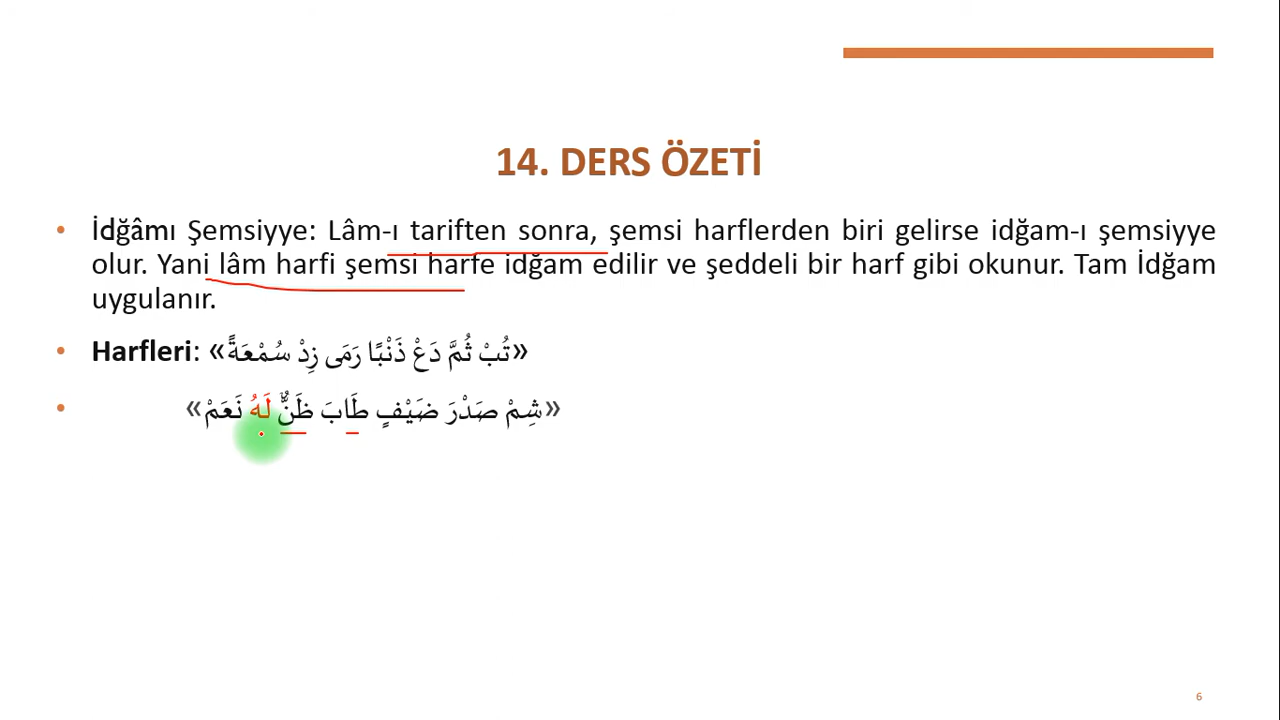 14. DERS ÖZETİ
• İdğâmı Şemsiyye: Lâm-ı tariften sonra, şemsi harflerden biri gelirse idğam-ı şemsiyye
olur. Yani lâm harfi şemsi harfe idğam edilir ve şeddeli bir harf gibi okunur. Tam İdğam
uygulanır.
• Harfleri: «تُبْ ثُمَّ دَعْ ذَنْبًا رَمَى زِدْ سُمْعَةً»
• «شِمْ صَدْرَ ضَيْفٍ طَابَ ظَنٌّ لَهُ نَعَمْ»
6